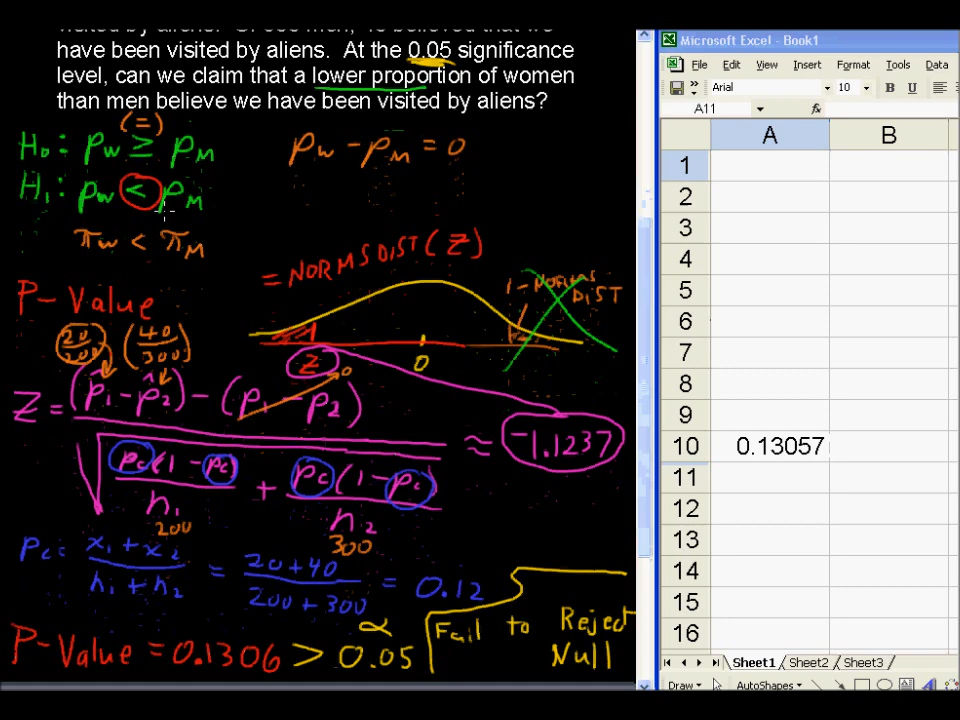 have been visited by aliens. At the 0.05 significance
level, can we claim that a lower proportion of women
than men believe we have been visited by aliens?
(=)
H₀: pw ≥ pM
pw - pM = 0
H₁: pw < pM
πw < πM
= NORMSDIST(Z)
P-Value
1-NORMSDIST
20/200
(40/300)
Z 0
0
Z = (p̂₁ - p̂₂) - (p₁ - p₂)
≈ -1.1237
pc(1-pc) + pc(1-pc)
n₁ n₂
200 300
pc = x₁ + x₂ / n₁ + n₂ = 20+40 / 200+300 = 0.12
α
P-Value = 0.1306 > 0.05
Fail to Reject
Null
Microsoft Excel - Book1
File Edit View Insert Format Tools Data
Arial 10 B U
A11 fx
A B
1
2
3
4
5
6
7
8
9
10 0.13057
11
12
13
14
15
16
Sheet1 Sheet2 Sheet3
Draw AutoShapes